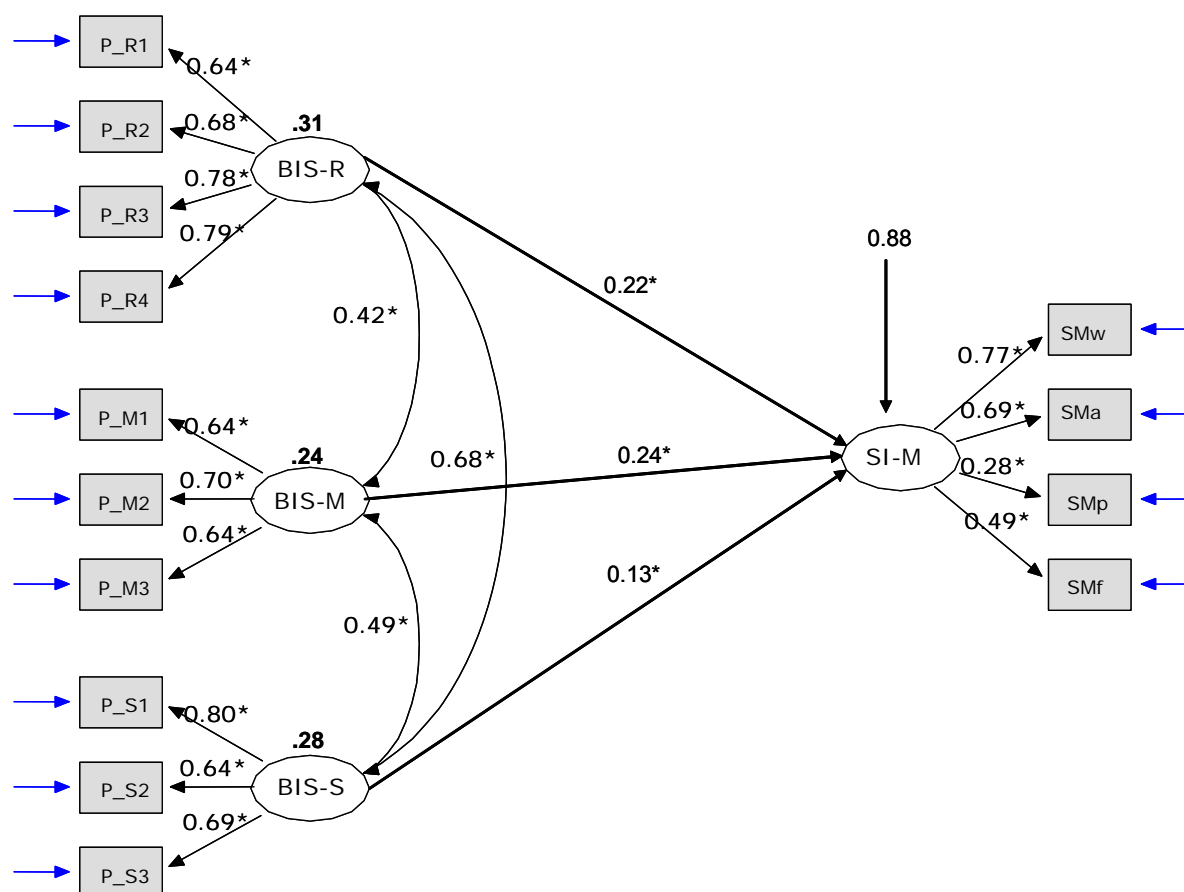 P_R1
0.64*
P_R2
0.68*
.31
BIS-R
P_R3
0.78*
P_R4
0.79*
0.42*
0.22*
0.88
P_M1
0.64*
P_M2
0.70*
.24
BIS-M
P_M3
0.64*
0.68*
0.24*
0.49*
0.13*
SI-M
SMw
0.77*
SMa
0.69*
SMp
0.28*
SMf
0.49*
P_S1
0.80*
P_S2
0.64*
.28
BIS-S
P_S3
0.69*